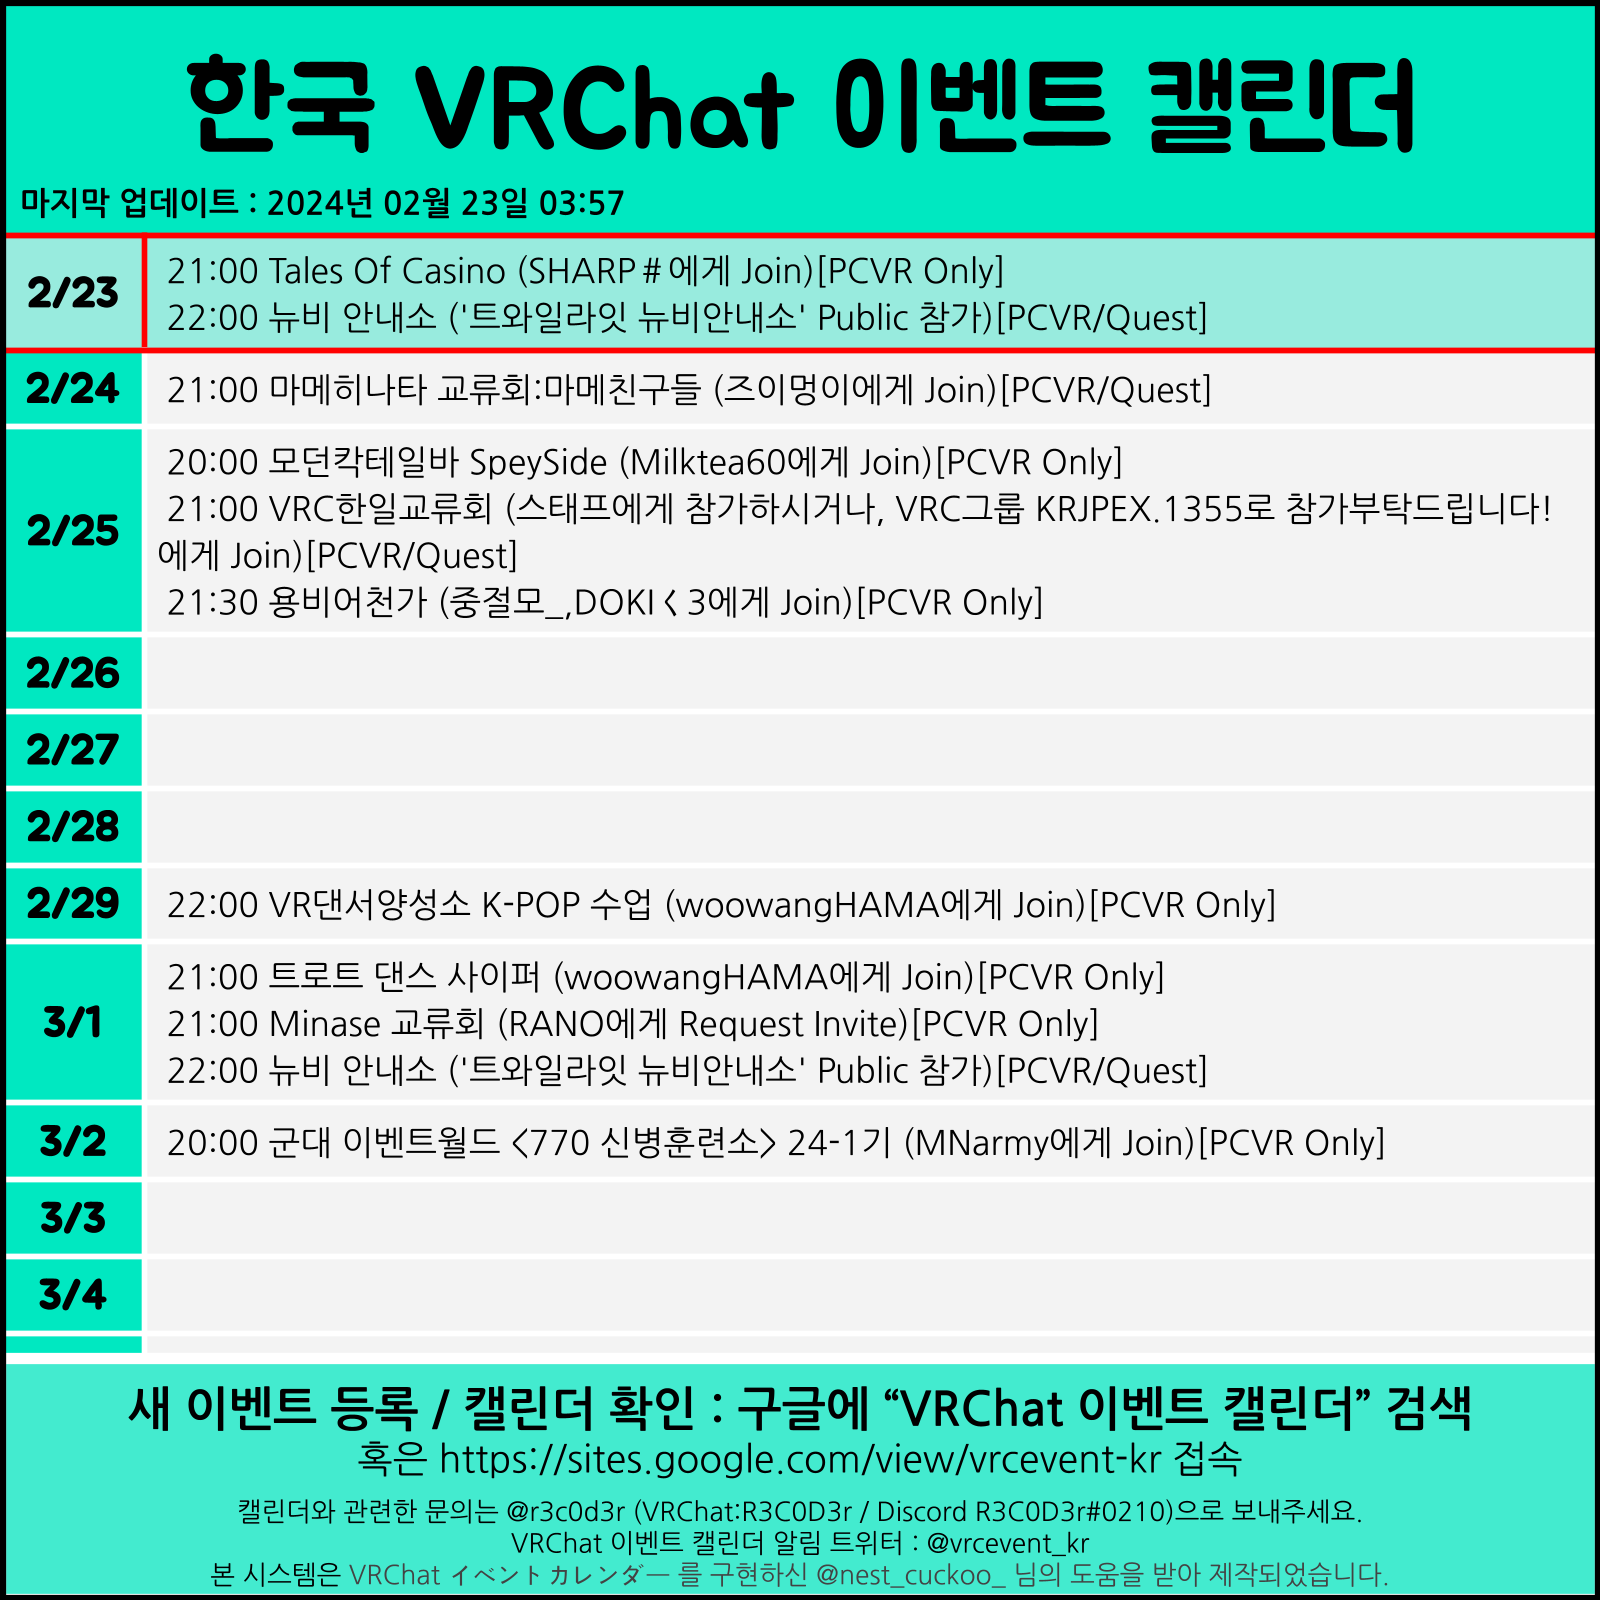 한국 VRChat 이벤트 캘린더
마지막 업데이트 : 2024년 02월 23일 03:57
2/23
21:00 Tales Of Casino (SHARP#에게 Join)[PCVR Only]
22:00 뉴비 안내소 ('트와일라잇 뉴비안내소' Public 참가)[PCVR/Quest]
2/24
21:00 마메히나타 교류회:마메친구들 (즈이멍이에게 Join)[PCVR/Quest]
2/25
20:00 모던칵테일바 SpeySide (Milktea60에게 Join)[PCVR Only]
21:00 VRC한일교류회 (스태프에게 참가하시거나, VRC그룹 KRJPEX.1355로 참가부탁드립니다!
에게 Join)[PCVR/Quest]
21:30 용비어천가 (중절모_,DOKI<3에게 Join)[PCVR Only]
2/26
2/27
2/28
2/29
22:00 VR댄서양성소 K-POP 수업 (woowangHAMA에게 Join)[PCVR Only]
3/1
21:00 트로트 댄스 사이퍼 (woowangHAMA에게 Join)[PCVR Only]
21:00 Minase 교류회 (RANO에게 Request Invite)[PCVR Only]
22:00 뉴비 안내소 ('트와일라잇 뉴비안내소' Public 참가)[PCVR/Quest]
3/2
20:00 군대 이벤트월드 <770 신병훈련소> 24-1기 (MNarmy에게 Join)[PCVR Only]
3/3
3/4
새 이벤트 등록 / 캘린더 확인 : 구글에 “VRChat 이벤트 캘린더” 검색
혹은 https://sites.google.com/view/vrcevent-kr 접속
캘린더와 관련한 문의는 @r3c0d3r (VRChat:R3C0D3r / Discord R3C0D3r#0210)으로 보내주세요.
VRChat 이벤트 캘린더 알림 트위터 : @vrcevent_kr
본 시스템은 VRChat イベントカレンダー 를 구현하신 @nest_cuckoo_ 님의 도움을 받아 제작되었습니다.